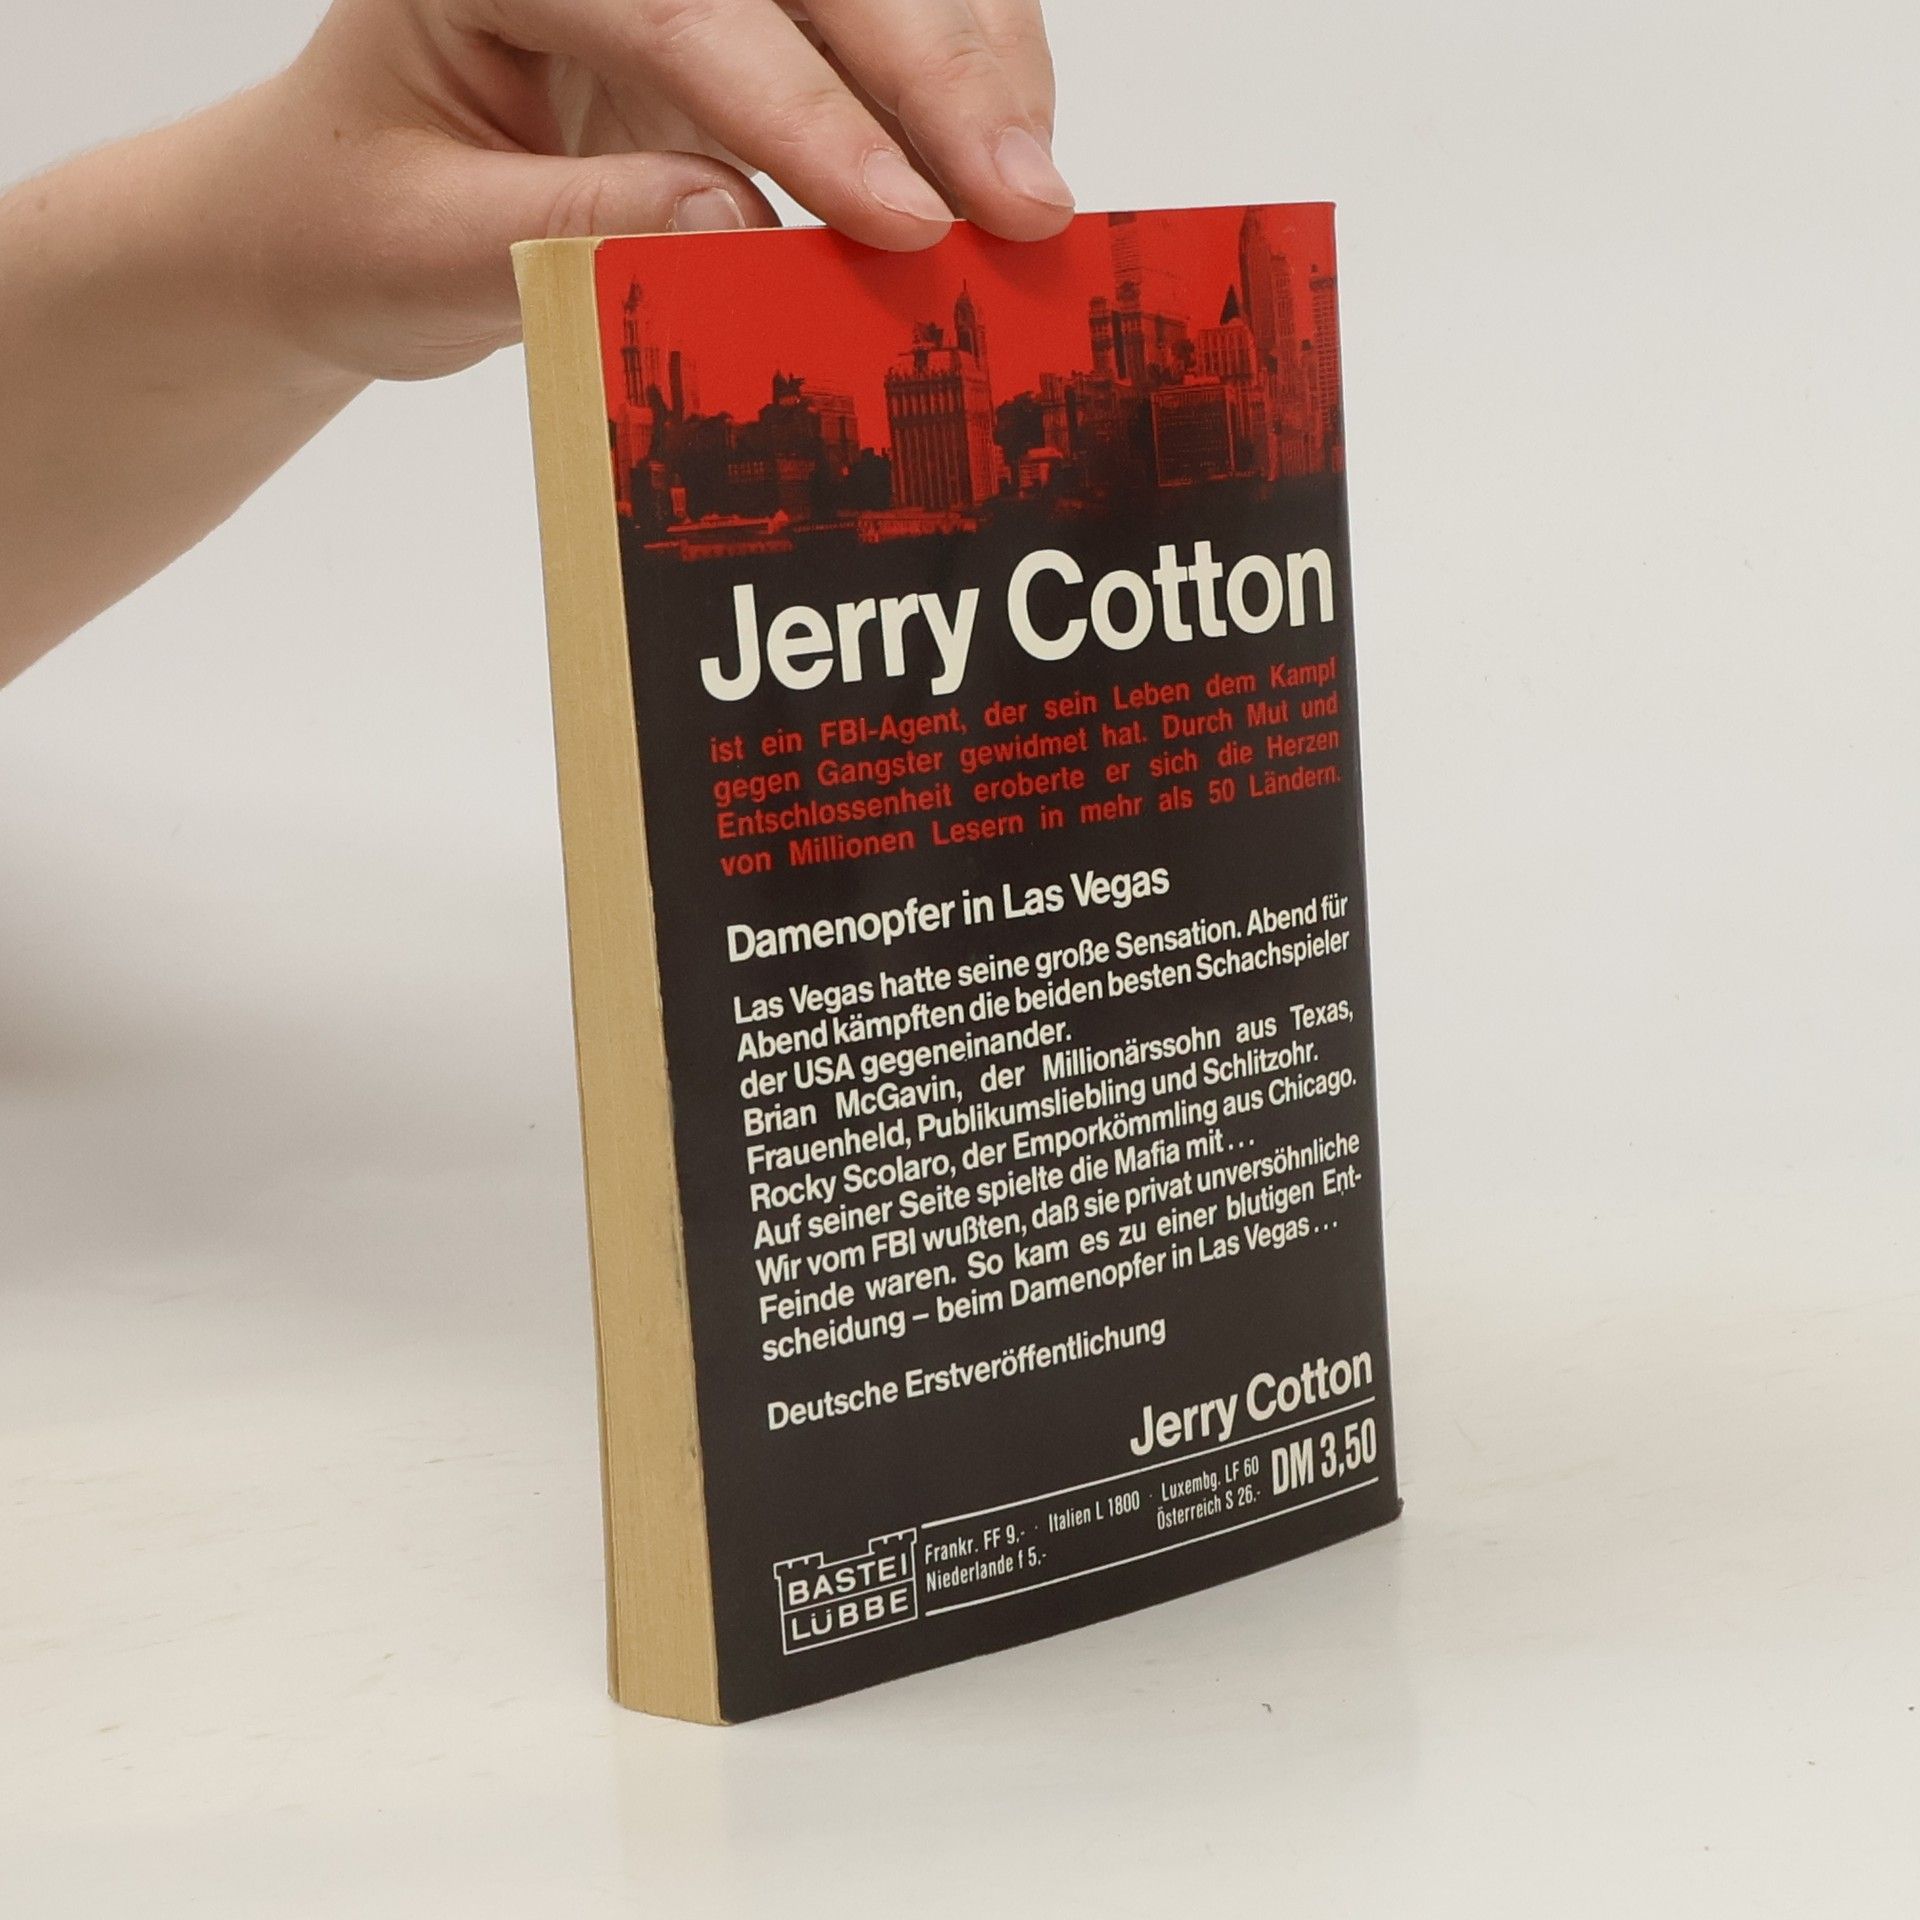 Jerry Cotton
ist ein FBI-Agent, der sein Leben dem Kampf
gegen Gangster gewidmet hat. Durch Mut und
Entschlossenheit eroberte er sich die Herzen
von Millionen Lesern in mehr als 50 Ländern.
Damenopfer in Las Vegas
Las Vegas hatte seine große Sensation. Abend für
Abend kämpften die beiden besten Schachspieler
der USA gegeneinander.
Brian McGavin, der Millionärssohn aus Texas,
Frauenheld, Publikumsliebling und Schlitzohr.
Rocky Scolaro, der Emporkömmling aus Chicago.
Auf seiner Seite spielte die Mafia mit...
Wir vom FBI wußten, daß sie privat unversöhnliche
Feinde waren. So kam es zu einer blutigen Ent-
scheidung – beim Damenopfer in Las Vegas...
Deutsche Erstveröffentlichung
Jerry Cotton
BASTEI
LÜBBE
Frankr. FF 9,- · Italien L 1800 · Luxembg. LF 60
Niederlande f 5,- Österreich S 26,-
DM 3,50